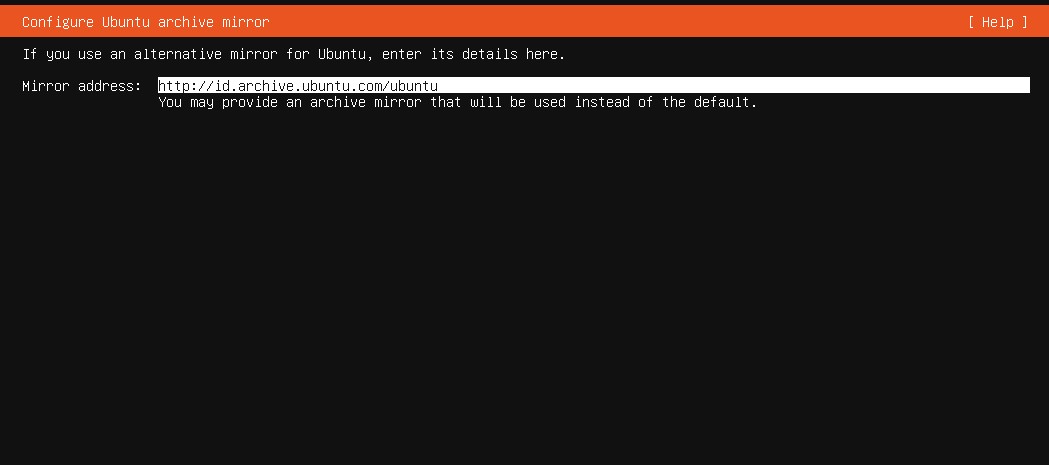 Configure Ubuntu archive mirror [ Help ]
If you use an alternative mirror for Ubuntu, enter its details here.
Mirror address: http://id.archive.ubuntu.com/ubuntu
You may provide an archive mirror that will be used instead of the default.